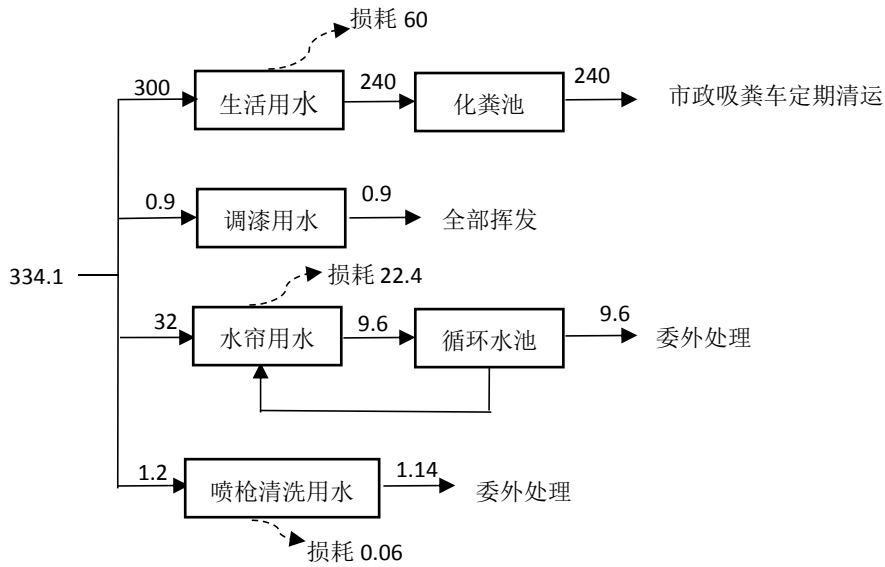 损耗 60
300
生活用水
240
化粪池
240
市政吸粪车定期清运
0.9
调漆用水
0.9
全部挥发
334.1
损耗 22.4
32
水帘用水
9.6
循环水池
9.6
委外处理
1.2
喷枪清洗用水
1.14
委外处理
损耗 0.06